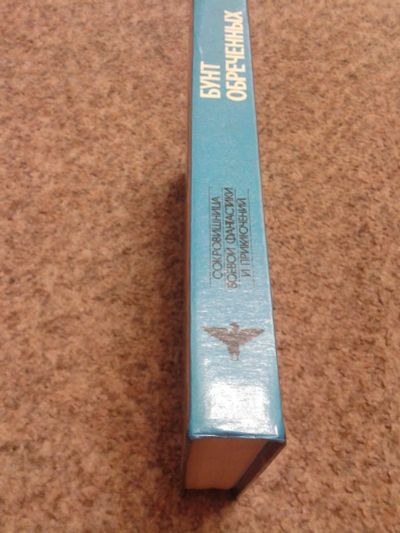 БУНТ
ОБРЕЧЕННЫХ
СОКРОВИЩНИЦА
БОЕВОЙ ФАНТАСТИКИ
И ПРИКЛЮЧЕНИЙ